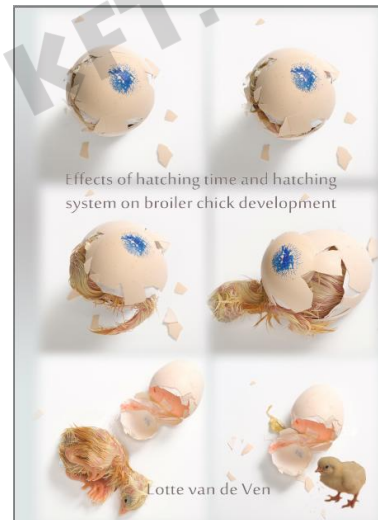 KET.
Effects of hatching time and hatching
system on broiler chick development
Lotte van de Ven